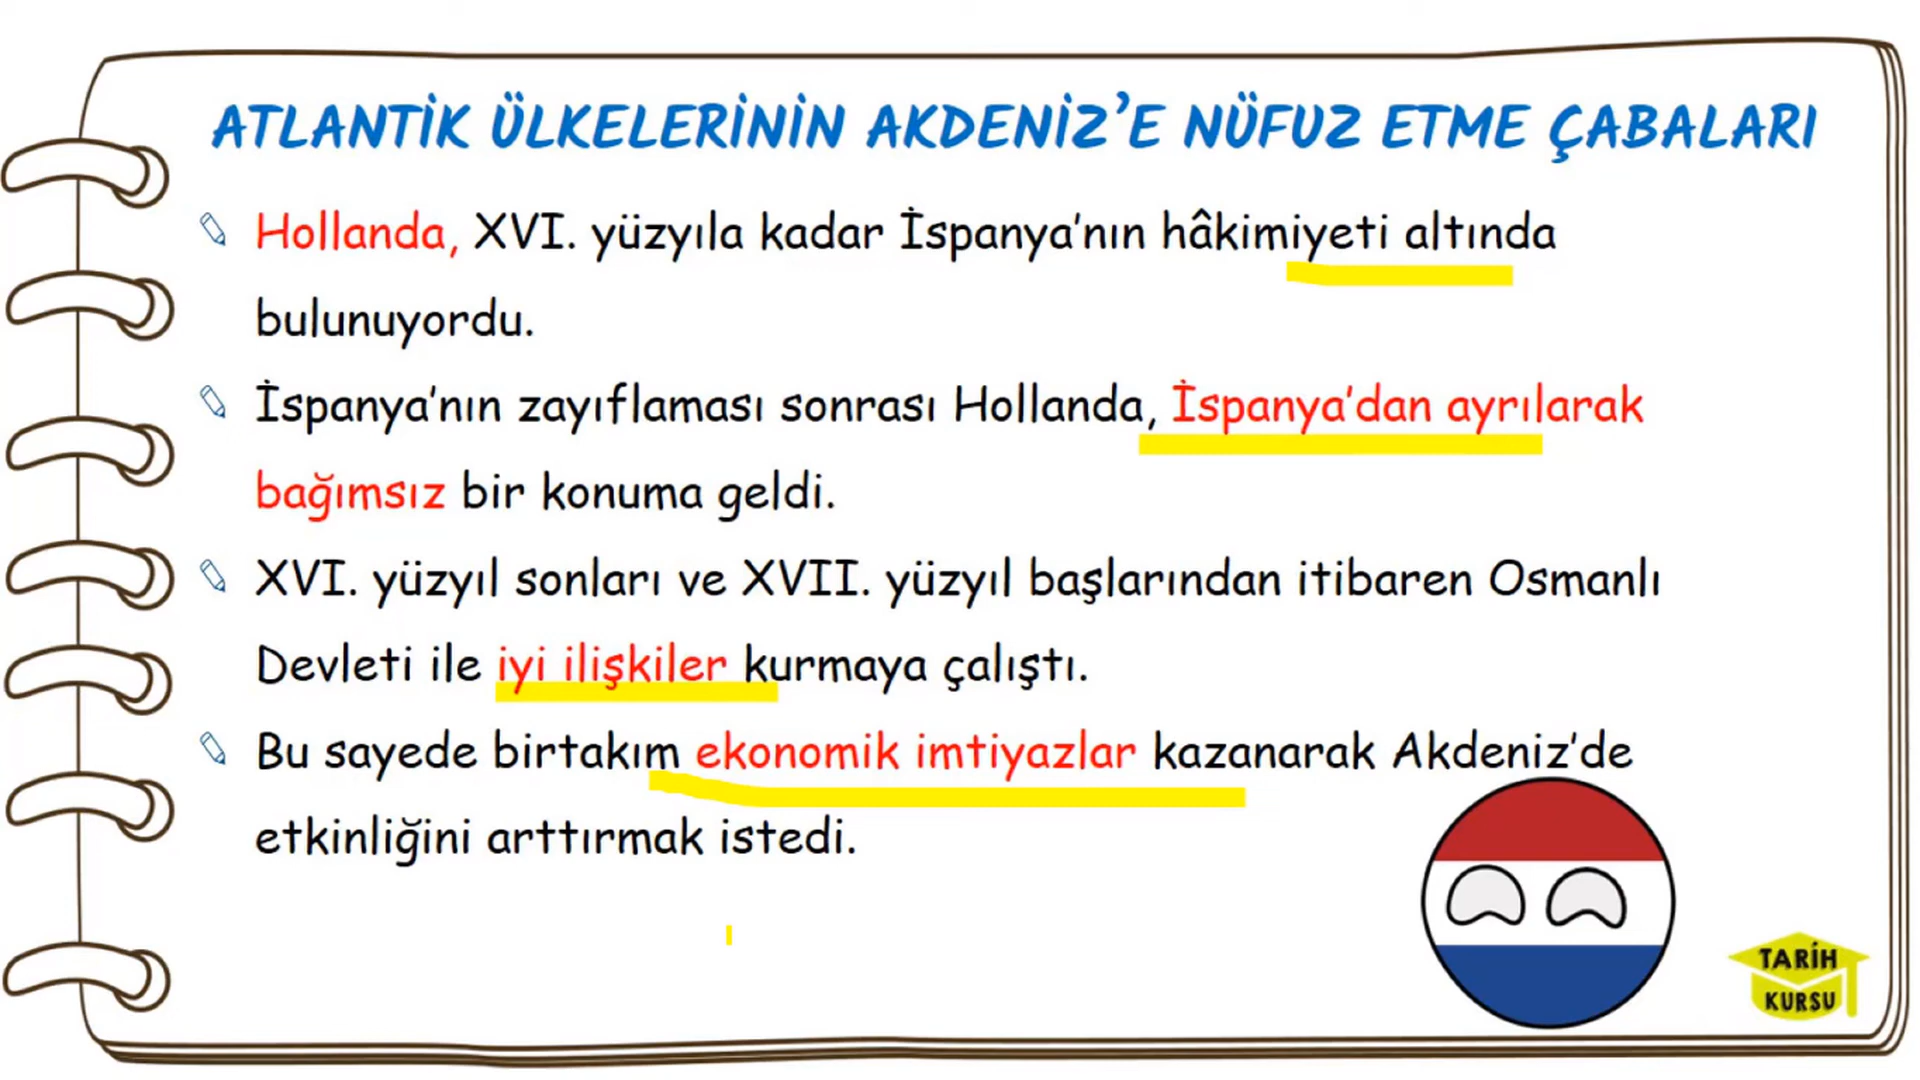 ATLANTİK ÜLKELERİNİN AKDENİZ'E NÜFUZ ETME ÇABALARI
Hollanda, XVI. yüzyıla kadar İspanya'nın hâkimiyeti altında
bulunuyordu.
İspanya'nın zayıflaması sonrası Hollanda, İspanya'dan ayrılarak
bağımsız bir konuma geldi.
XVI. yüzyıl sonları ve XVII. yüzyıl başlarından itibaren Osmanlı
Devleti ile iyi ilişkiler kurmaya çalıştı.
Bu sayede birtakım ekonomik imtiyazlar kazanarak Akdeniz'de
etkinliğini arttırmak istedi.
TARİH
KURSU